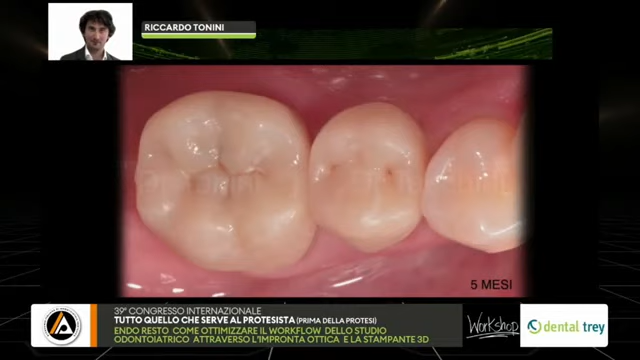 RICCARDO TONINI
5 MESI
39° CONGRESSO INTERNAZIONALE
TUTTO QUELLO CHE SERVE AL PROTESISTA (PRIMA DELLA PROTESI)
ENDO RESTO COME OTTIMIZZARE IL WORKFLOW DELLO STUDIO
ODONTOIATRICO ATTRAVERSO L'IMPRONTA OTTICA E LA STAMPANTE 3D
Workshop
dental trey